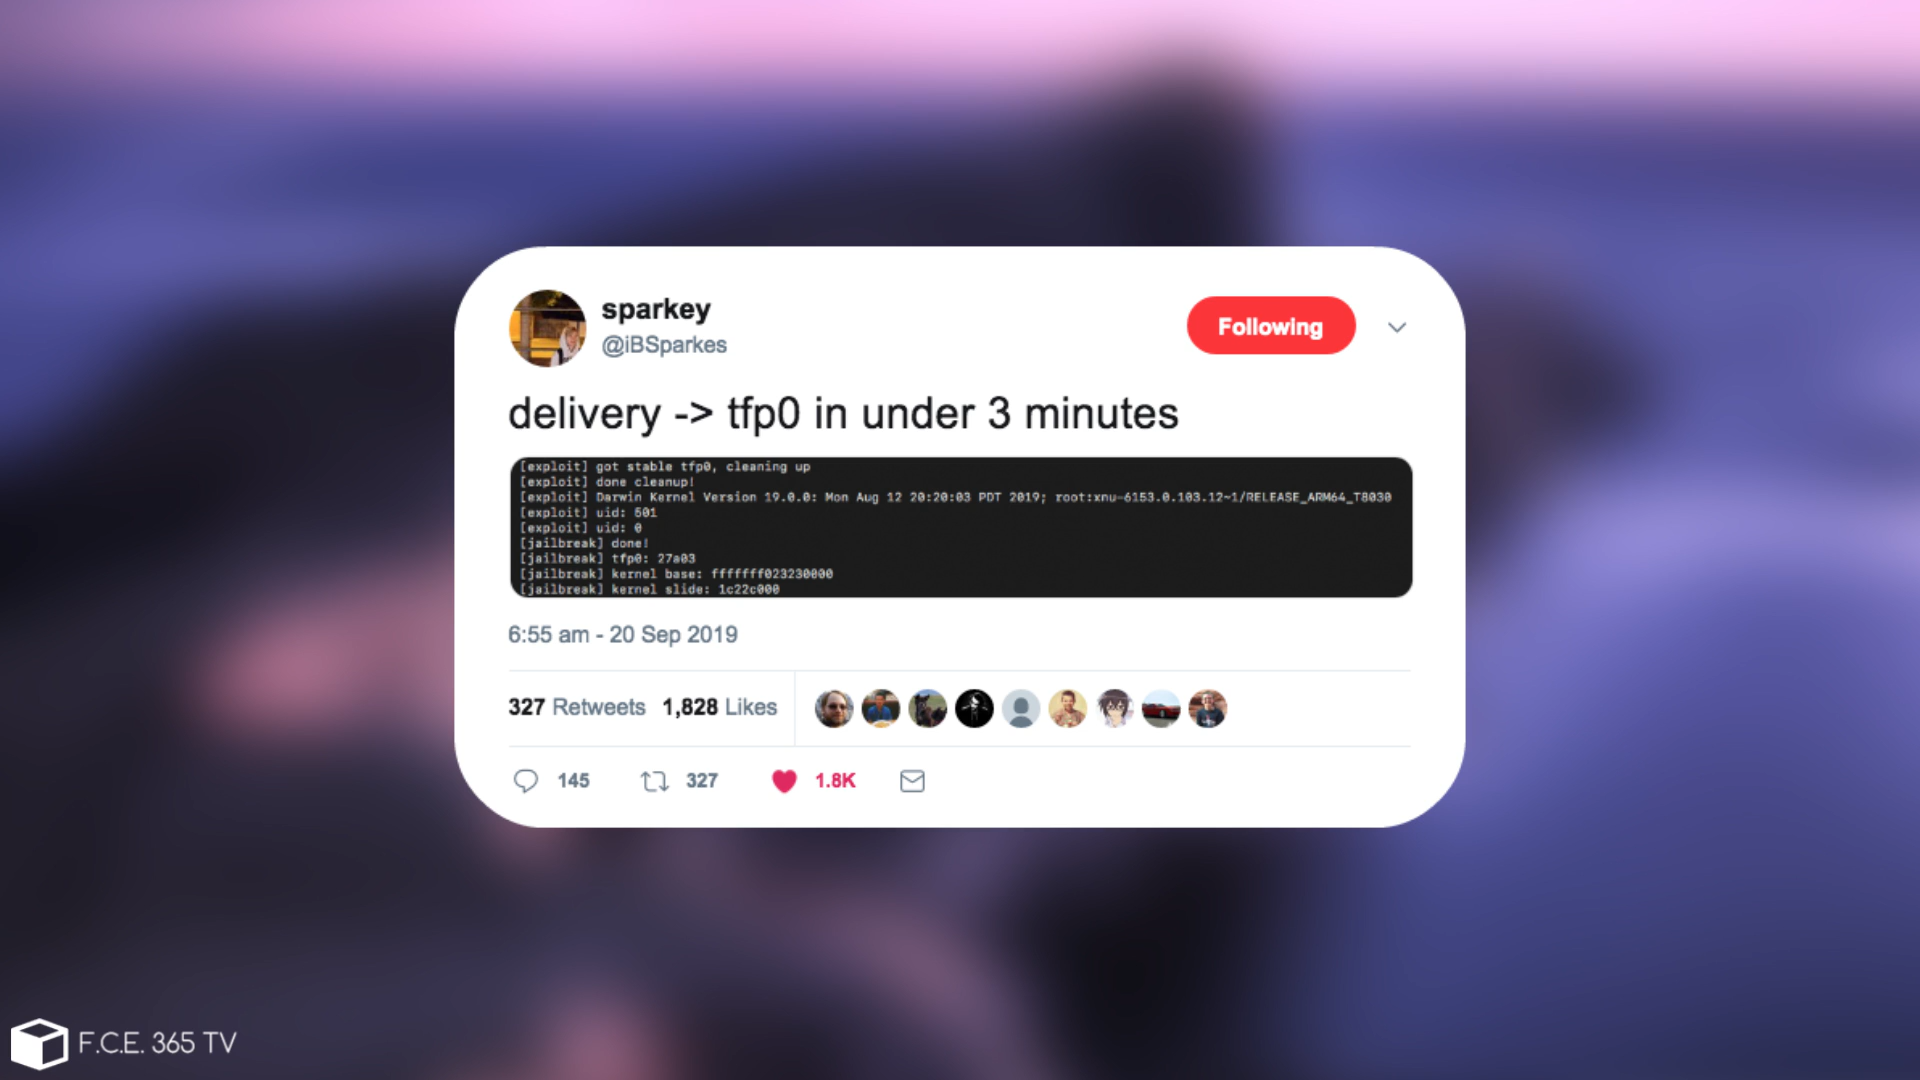 sparkey
@iBSparkes
Following
delivery -> tfp0 in under 3 minutes
[exploit] got stable tfp0, cleaning up
[exploit] done cleanup!
[exploit] Darwin Kernel Version 19.0.0: Mon Aug 12 20:20:03 PDT 2019; root:xnu-6153.0.103.12~1/RELEASE_ARM64_T8030
[exploit] uid: 501
[exploit] uid: 0
[jailbreak] done!
[jailbreak] tfp0: 27a03
[jailbreak] kernel base: fffffff023230000
[jailbreak] kernel slide: 1c22c000
6:55 am - 20 Sep 2019
327 Retweets 1,828 Likes
145 327 1.8K
F.C.E. 365 TV